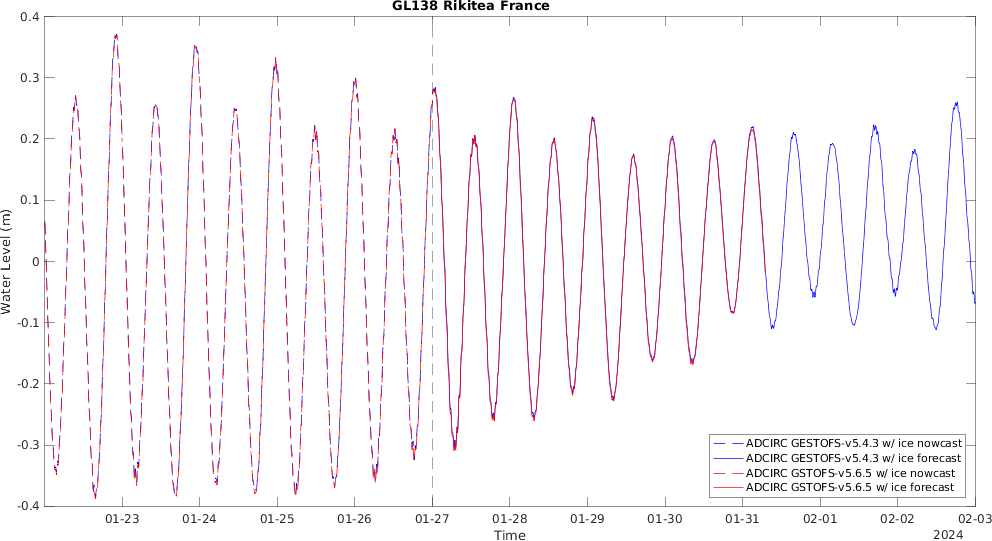 GL138 Rikitea France
0.4
0.3
0.2
0.1
0
-0.1
-0.2
-0.3
-0.4
Water Level (m)
01-23 01-24 01-25 01-26 01-27 01-28 01-29 01-30 01-31 02-01 02-02 02-03
Time
2024
ADCIRC GESTOFS-v5.4.3 w/ ice nowcast
ADCIRC GESTOFS-v5.4.3 w/ ice forecast
ADCIRC GSTOFS-v5.6.5 w/ ice nowcast
ADCIRC GSTOFS-v5.6.5 w/ ice forecast